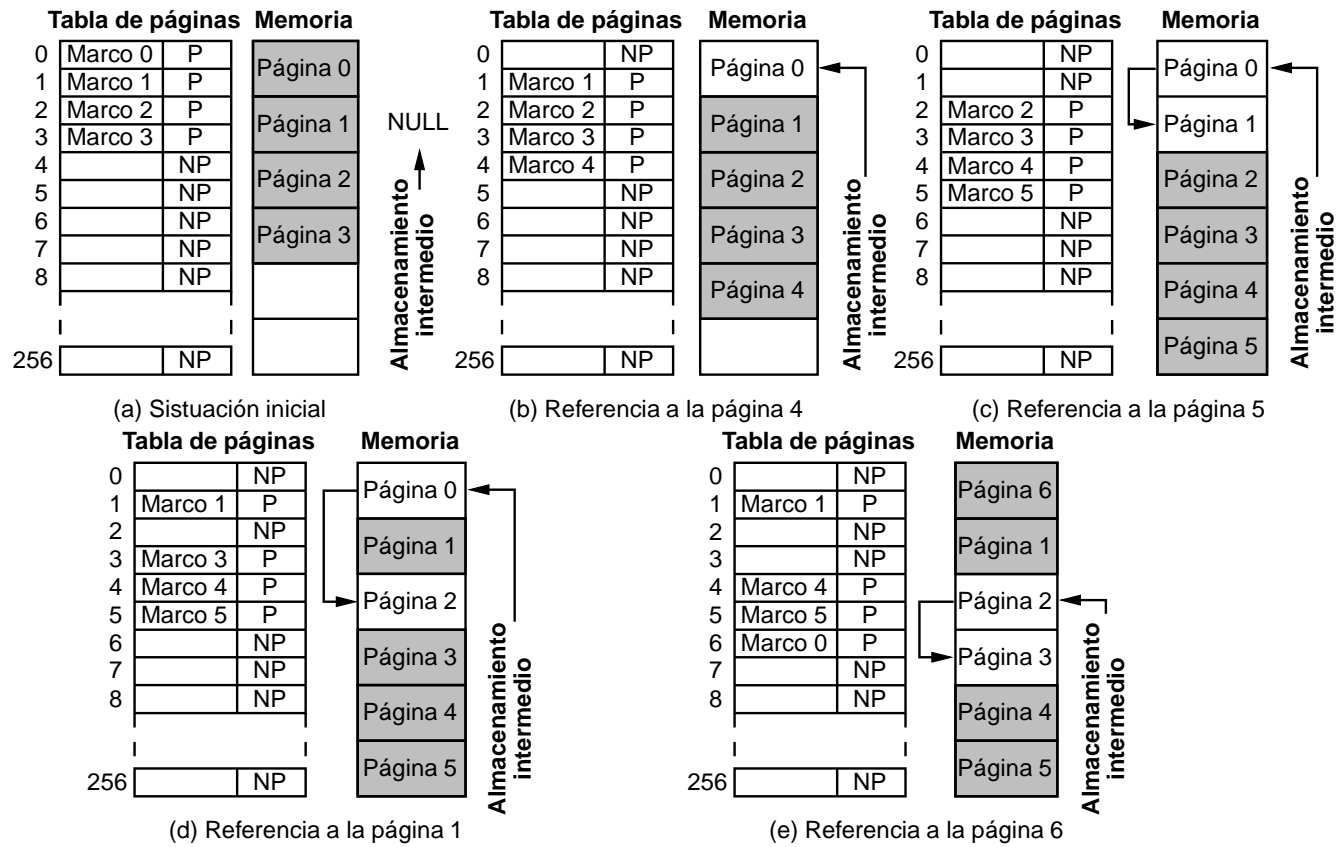 Tabla de páginas Memoria
0 Marco 0 P
1 Marco 1 P
2 Marco 2 P
3 Marco 3 P
4 NP
5 NP
6 NP
7 NP
8 NP
256 NP
Página 0
Página 1
Página 2
Página 3
NULL
Almacenamiento
intermedio
(a) Sistuación inicial
Tabla de páginas Memoria
0 NP
1 Marco 1 P
2 Marco 2 P
3 Marco 3 P
4 Marco 4 P
5 NP
6 NP
7 NP
8 NP
256 NP
Página 0
Página 1
Página 2
Página 3
Página 4
Almacenamiento
intermedio
(b) Referencia a la página 4
Tabla de páginas Memoria
0 NP
1 NP
2 Marco 2 P
3 Marco 3 P
4 Marco 4 P
5 Marco 5 P
6 NP
7 NP
8 NP
256 NP
Página 0
Página 1
Página 2
Página 3
Página 4
Página 5
Almacenamiento
intermedio
(c) Referencia a la página 5
Tabla de páginas Memoria
0 NP
1 Marco 1 P
2 NP
3 Marco 3 P
4 Marco 4 P
5 Marco 5 P
6 NP
7 NP
8 NP
256 NP
Página 0
Página 1
Página 2
Página 3
Página 4
Página 5
Almacenamiento
intermedio
(d) Referencia a la página 1
Tabla de páginas Memoria
0 NP
1 Marco 1 P
2 NP
3 NP
4 Marco 4 P
5 Marco 5 P
6 Marco 0 P
7 NP
8 NP
256 NP
Página 6
Página 1
Página 2
Página 3
Página 4
Página 5
Almacenamiento
intermedio
(e) Referencia a la página 6